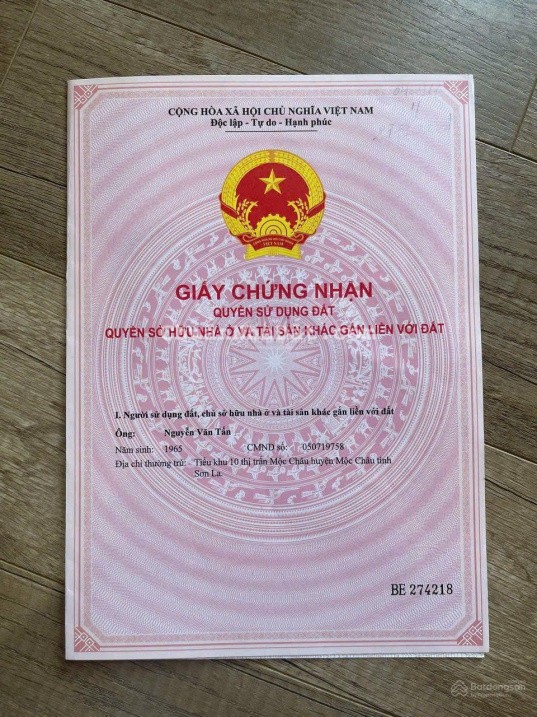 CỘNG HÒA XÃ HỘI CHỦ NGHĨA VIỆT NAM
Độc lập - Tự do - Hạnh phúc
VIỆT NAM
GIẤY CHỨNG NHẬN
QUYỀN SỬ DỤNG ĐẤT
QUYỀN SỞ HỮU NHÀ Ở VÀ TÀI SẢN KHÁC GẮN LIỀN VỚI ĐẤT
I. Người sử dụng đất, chủ sở hữu nhà ở và tài sản khác gắn liền với đất
Ông: Nguyễn Văn Tấn
Năm sinh: 1965 CMND số: 050719758
Địa chỉ thường trú: Tiểu khu 10 thị trấn Mộc Châu huyện Mộc Châu tỉnh
Sơn La.
BE 274218
Batdongsan